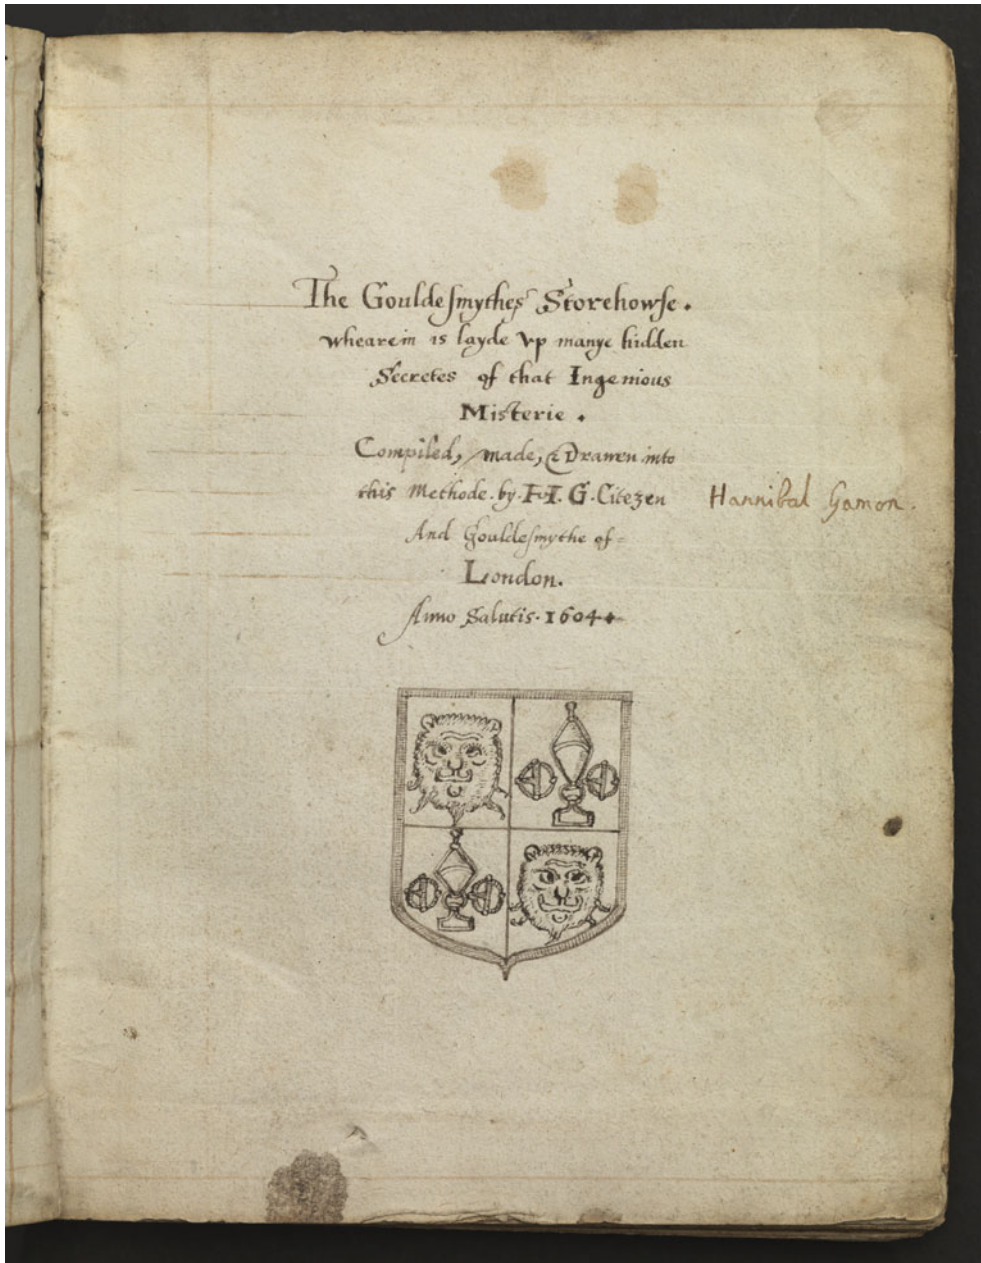 The Gouldesmythes Storehowse.
whearein is layde vp manye hidden
Secretes of that Ingenious
Misterie.
Compiled, made, & Drawen into
this Methode. by. H. G. Citezen
Hannibal Gamon.
And Gouldesmythe of=
London.
Anno Salutis. 1604